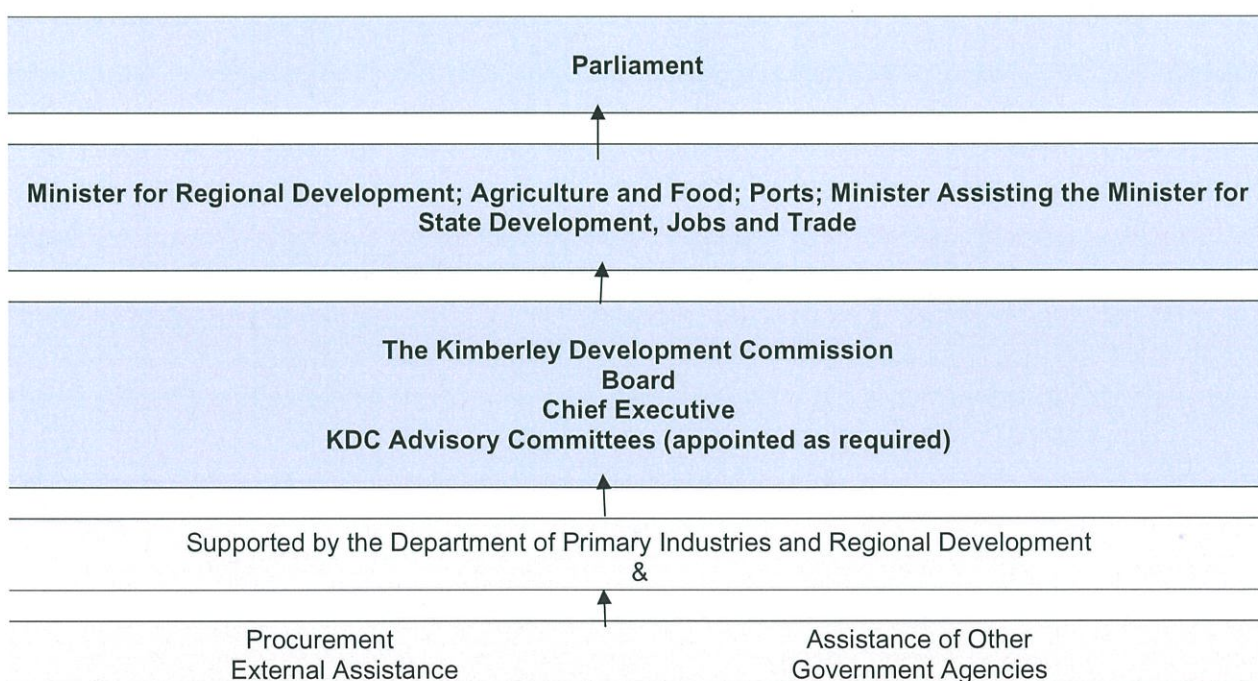 Parliament
Minister for Regional Development; Agriculture and Food; Ports; Minister Assisting the Minister for
State Development, Jobs and Trade
The Kimberley Development Commission
Board
Chief Executive
KDC Advisory Committees (appointed as required)
Supported by the Department of Primary Industries and Regional Development
&
Procurement
External Assistance
Assistance of Other
Government Agencies